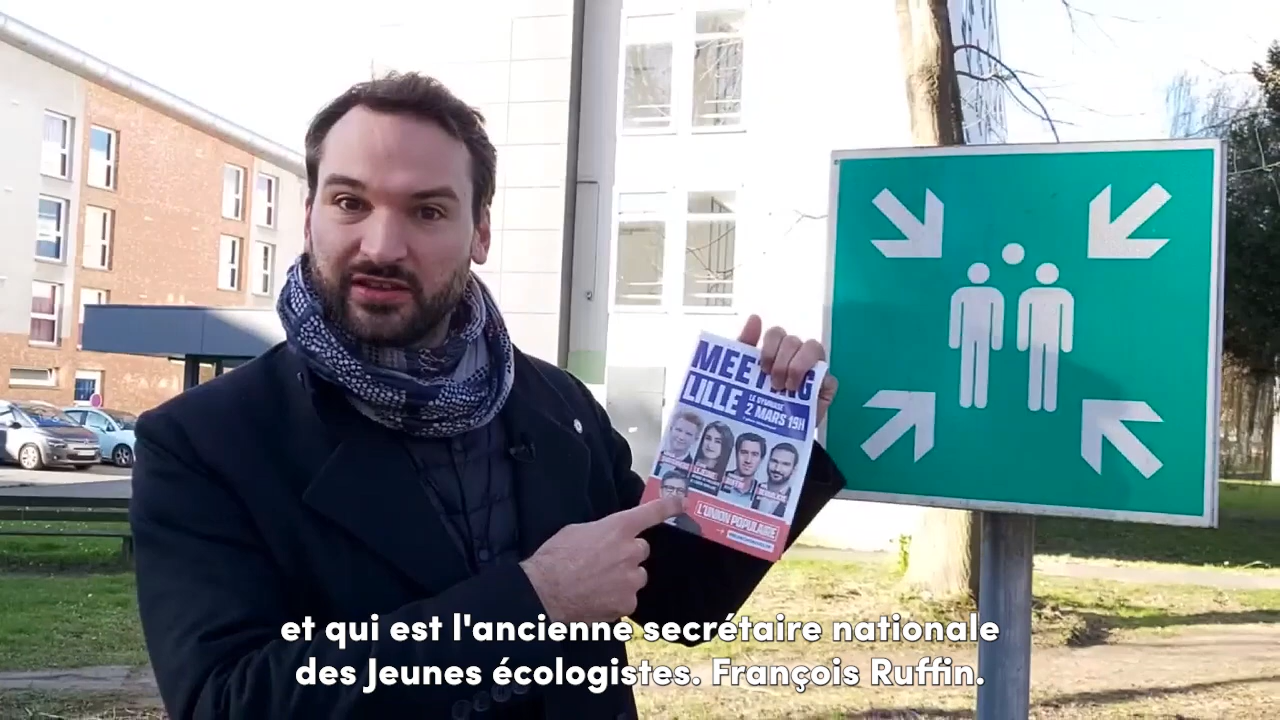 MEETING
LILLE
LE GYMNASE
2 MARS 19H
L'UNION POPULAIRE
et qui est l'ancienne secrétaire nationale
des Jeunes écologistes. François Ruffin.